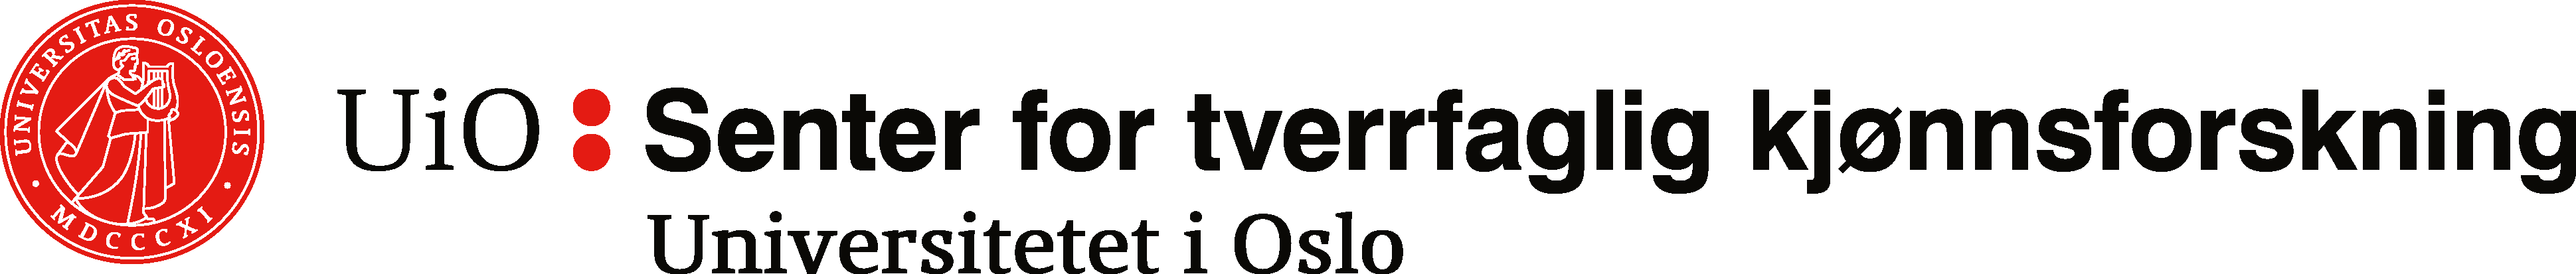 UNIVERSITAS OSLOENSIS
MDCCCXI
UiO : Senter for tverrfaglig kjønnsforskning
Universitetet i Oslo